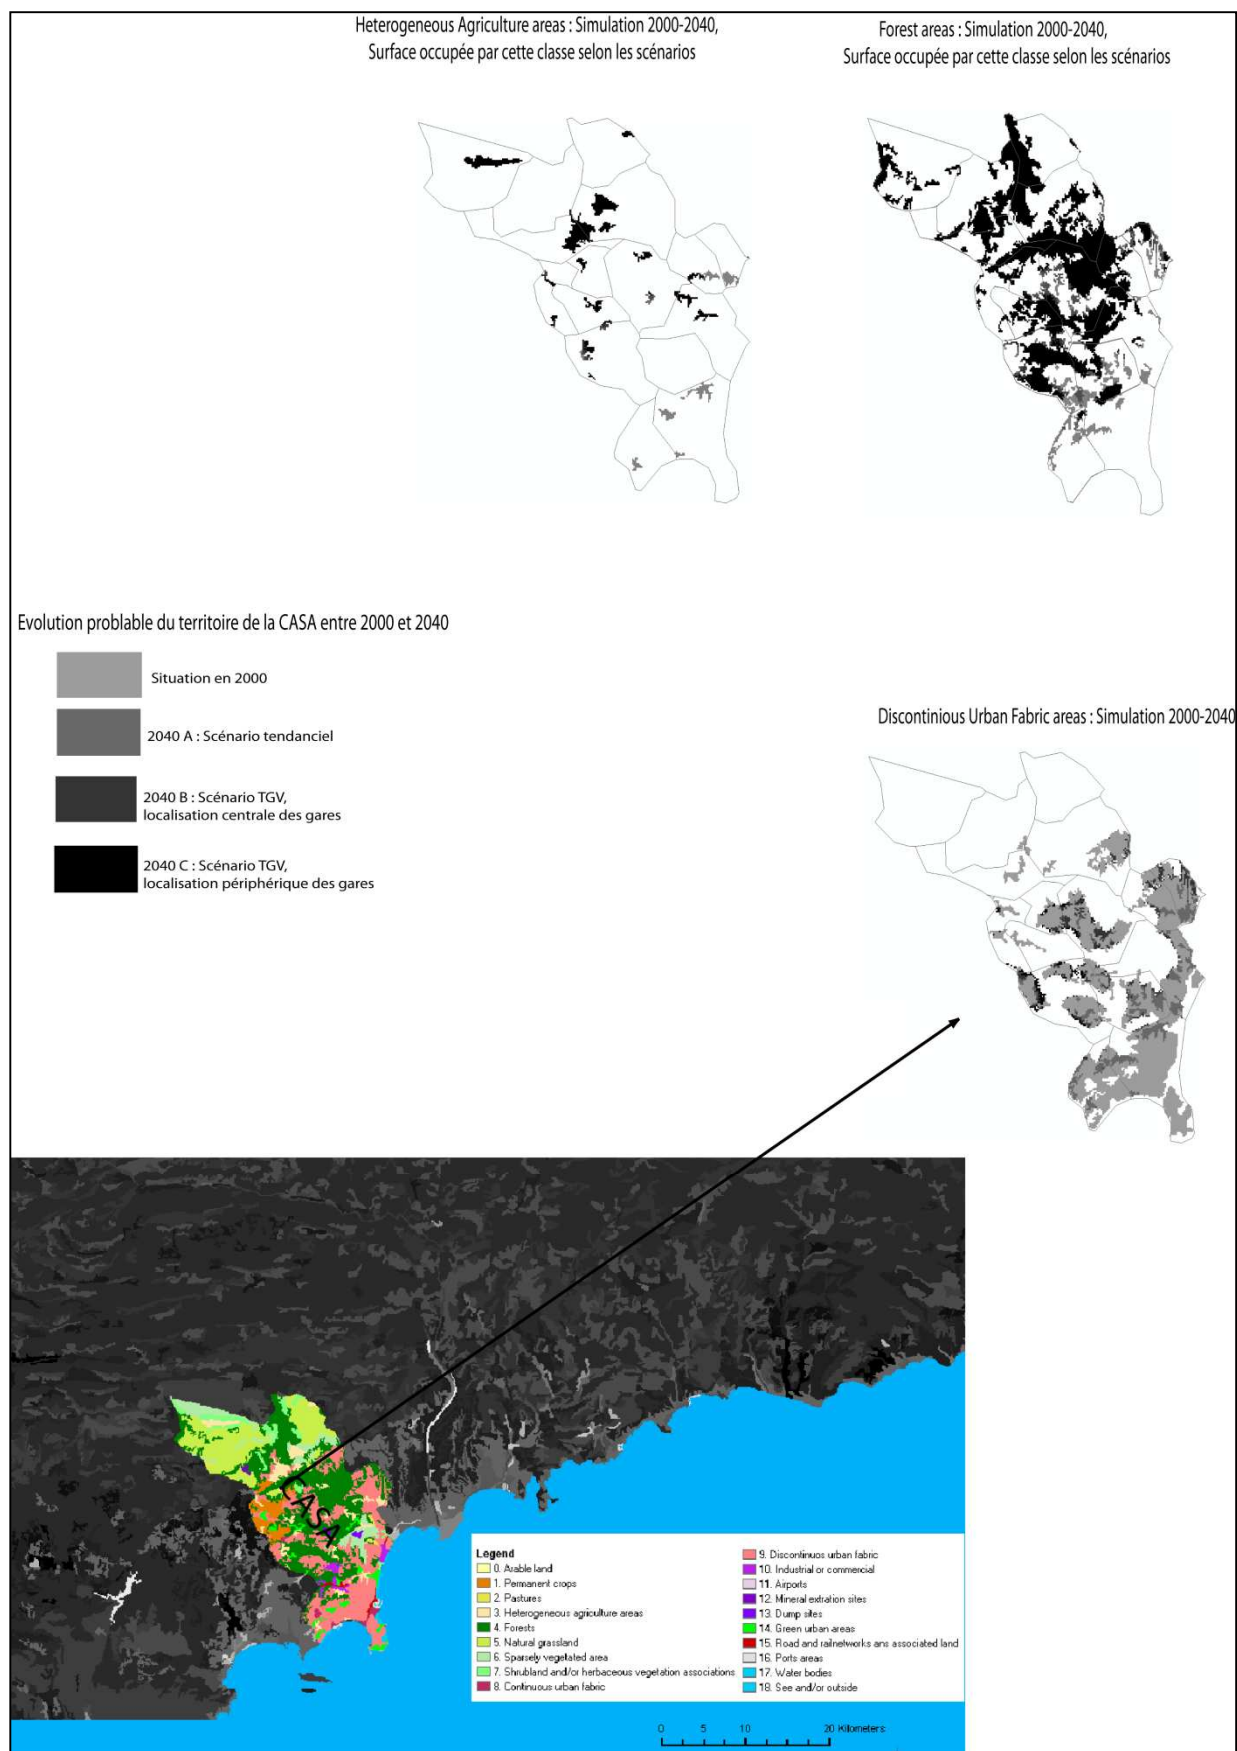 Heterogeneous Agriculture areas : Simulation 2000-2040,
Surface occupée par cette classe selon les scénarios
Forest areas : Simulation 2000-2040,
Surface occupée par cette classe selon les scénarios
Evolution problable du territoire de la CASA entre 2000 et 2040
Situation en 2000
2040 A : Scénario tendanciel
2040 B : Scénario TGV,
localisation centrale des gares
2040 C : Scénario TGV,
localisation périphérique des gares
Discontinious Urban Fabric areas : Simulation 2000-2040
CASA
Legend
0. Arable land
1. Permanent crops
2. Pastures
3. Heterogeneous agriculture areas
4. Forests
5. Natural grassland
6. Sparsely vegetated area
7. Shrubland and/or herbaceous vegetation associations
8. Continuous urban fabric
9. Discontinuos urban fabric
10. Industrial or commercial
11. Airports
12. Mineral extration sites
13. Dump sites
14. Green urban areas
15. Road and railnetworks ans associated land
16. Ports areas
17. Water bodies
18. See and/or outside
0 5 10 20 Kilometers